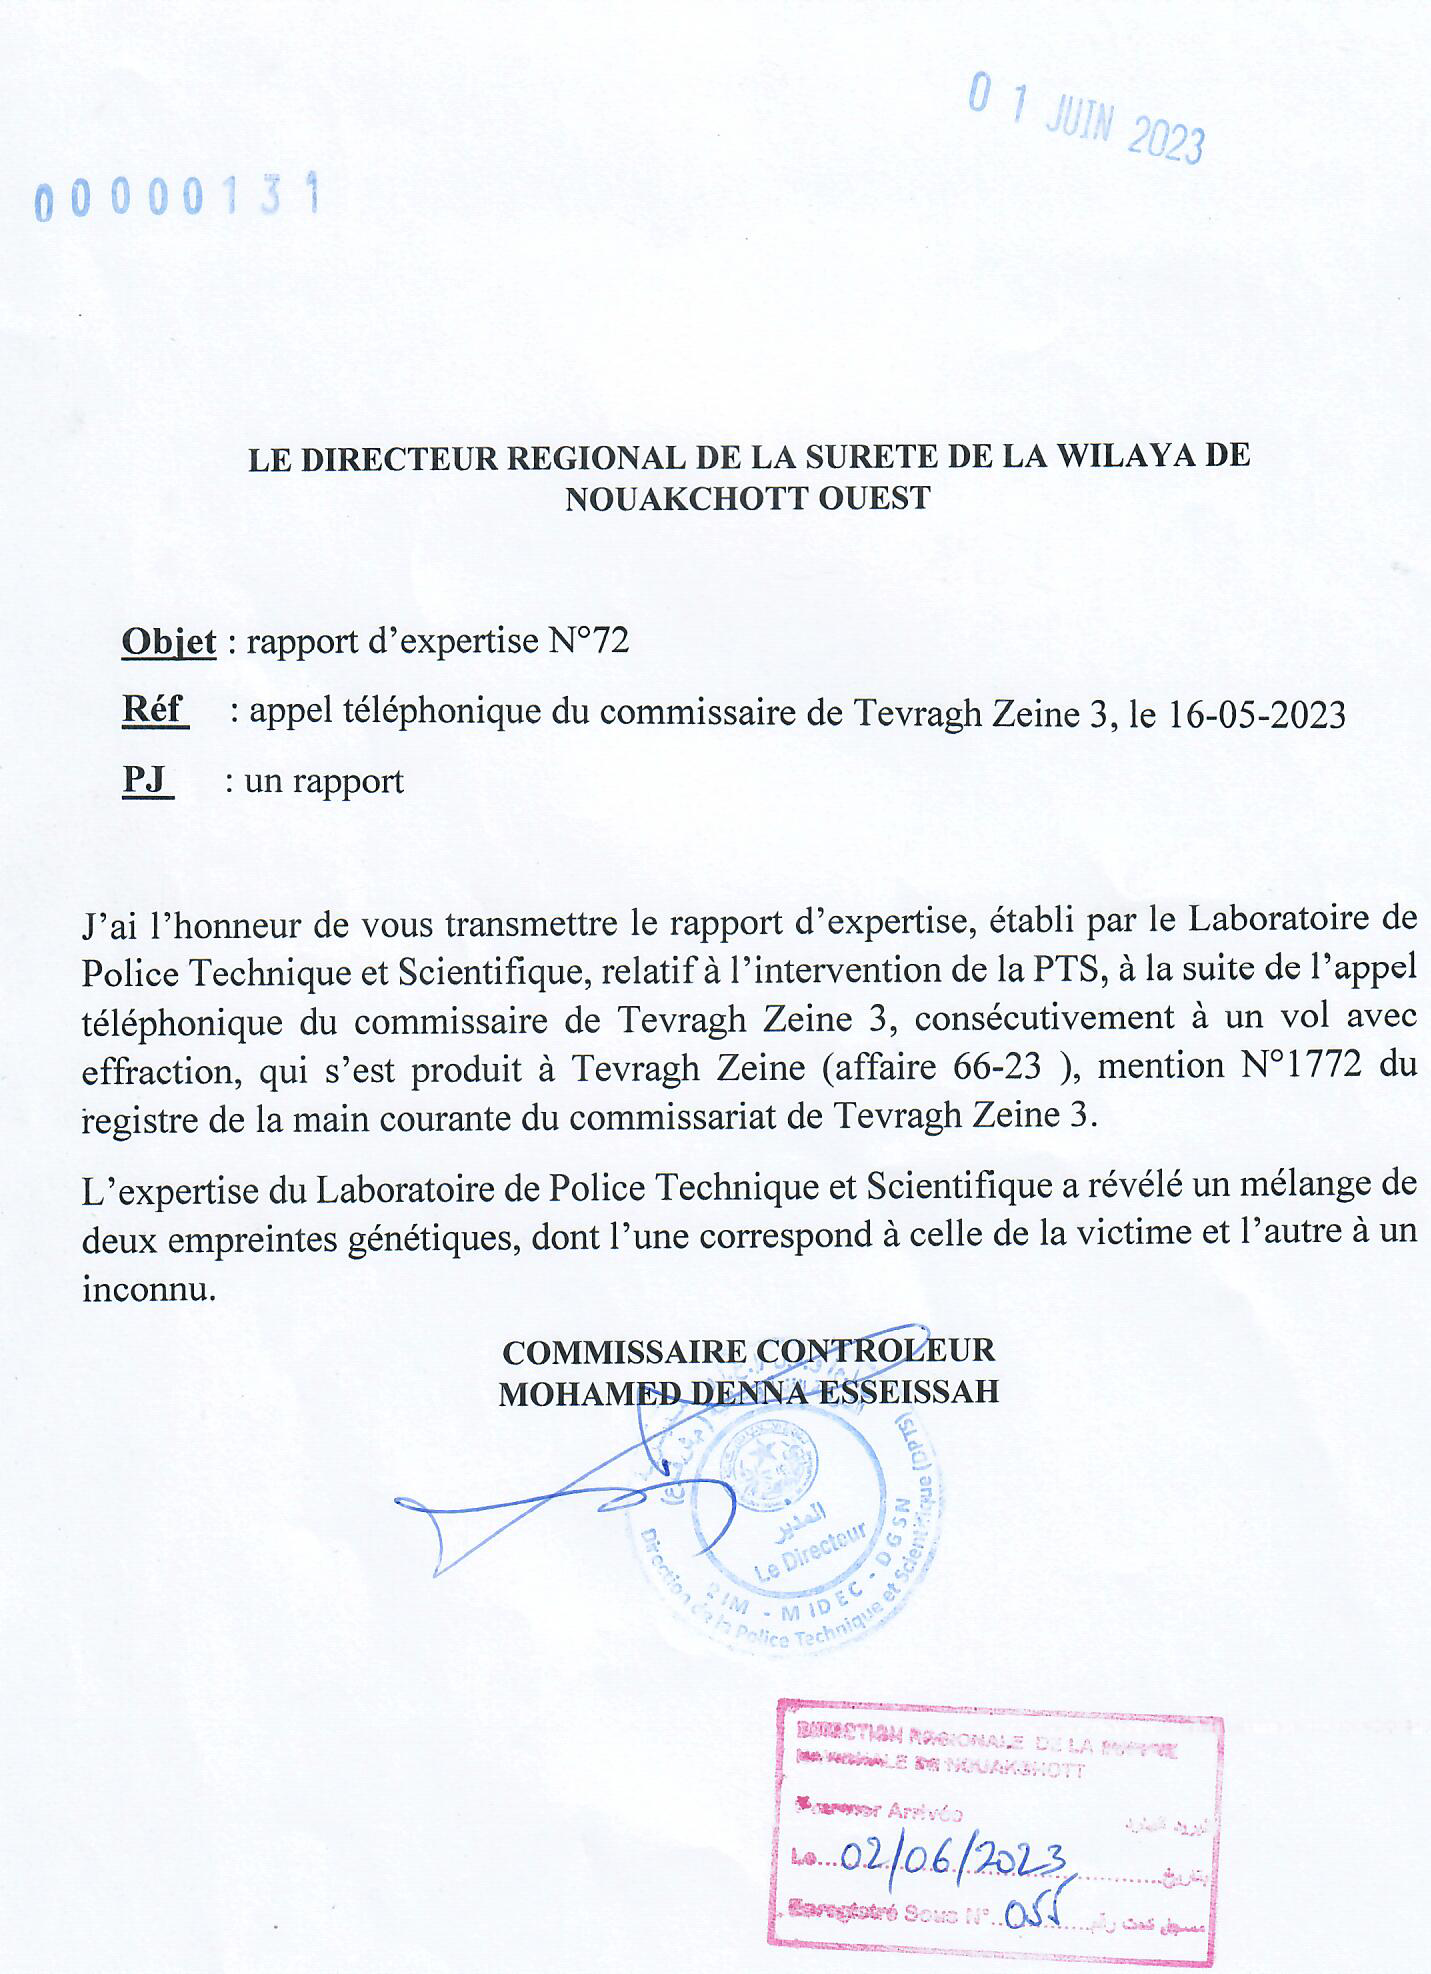 01 JUIN 2023
00000131
LE DIRECTEUR REGIONAL DE LA SURETE DE LA WILAYA DE
NOUAKCHOTT OUEST
Objet : rapport d’expertise N°72
Réf : appel téléphonique du commissaire de Tevragh Zeine 3, le 16-05-2023
PJ : un rapport
J’ai l’honneur de vous transmettre le rapport d’expertise, établi par le Laboratoire de
Police Technique et Scientifique, relatif à l’intervention de la PTS, à la suite de l’appel
téléphonique du commissaire de Tevragh Zeine 3, consécutivement à un vol avec
effraction, qui s’est produit à Tevragh Zeine (affaire 66-23 ), mention N°1772 du
registre de la main courante du commissariat de Tevragh Zeine 3.
L’expertise du Laboratoire de Police Technique et Scientifique a révélé un mélange de
deux empreintes génétiques, dont l’une correspond à celle de la victime et l’autre à un
inconnu.
COMMISSAIRE CONTROLEUR
MOHAMED DENNA ESSEISSAH
المدير
Le Directeur
RIM - MIDEC - DGSN
Direction de la Police Technique et Scientifique (DPTS)
DIRECTION REGIONALE DE LA
DE NOUAKCHOTT
Arrivée
Le...02/06/2023 بتاريخ
Enregistré Sous N°..055 مسجل تحت رقم